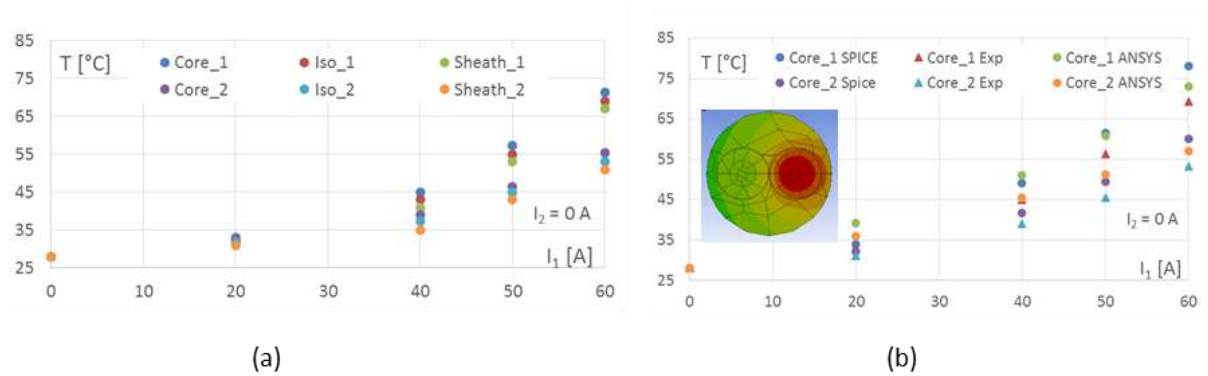 85
75
65
55
45
35
25
T [°C]
Core_1
Iso_1
Sheath_1
Core_2
Iso_2
Sheath_2
I2 = 0 A
I1 [A]
0
10
20
30
40
50
60
(a)
85
75
65
55
45
35
25
T [°C]
Core_1 SPICE
Core_1 Exp
Core_1 ANSYS
Core_2 Spice
Core_2 Exp
Core_2 ANSYS
I2 = 0 A
I1 [A]
0
10
20
30
40
50
60
(b)